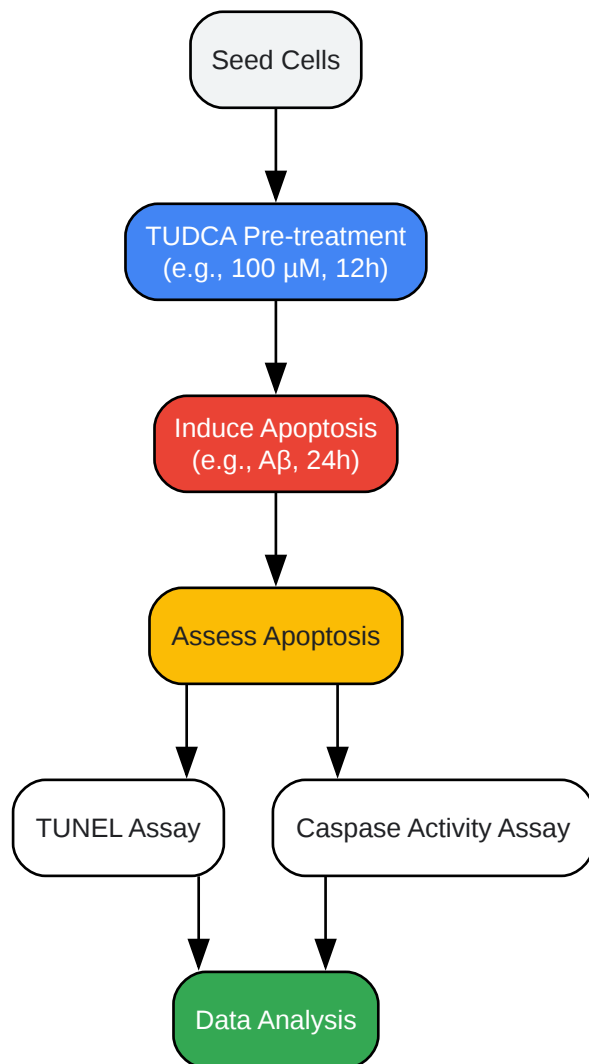 Seed Cells
TUDCA Pre-treatment
(e.g., 100 µM, 12h)
Induce Apoptosis
(e.g., Aβ, 24h)
Assess Apoptosis
TUNEL Assay
Caspase Activity Assay
Data Analysis